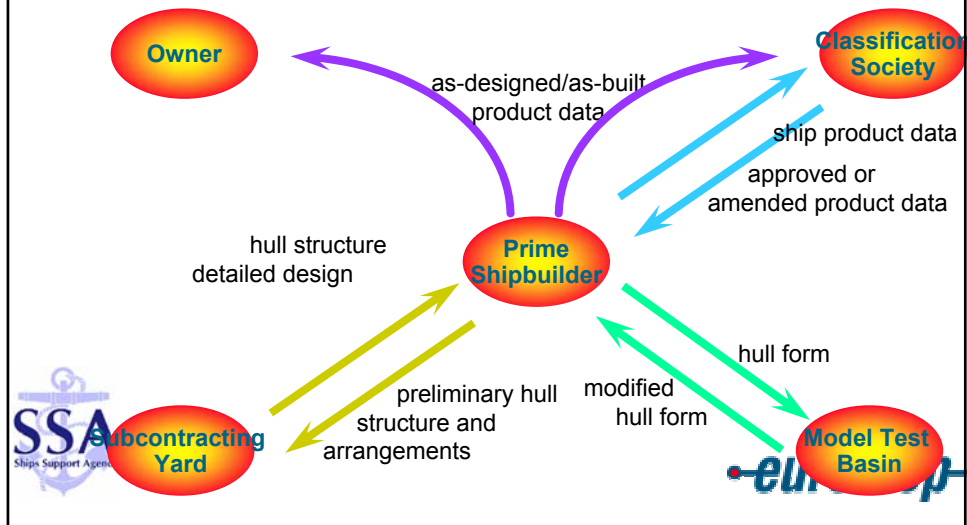 Owner
Classification
Society
as-designed/as-built
product data
ship product data
approved or
amended product data
Prime
Shipbuilder
hull structure
detailed design
hull form
modified
hull form
preliminary hull
structure and
arrangements
SSA
Ships Support Agen
Subcontracting
Yard
Model Test
Basin